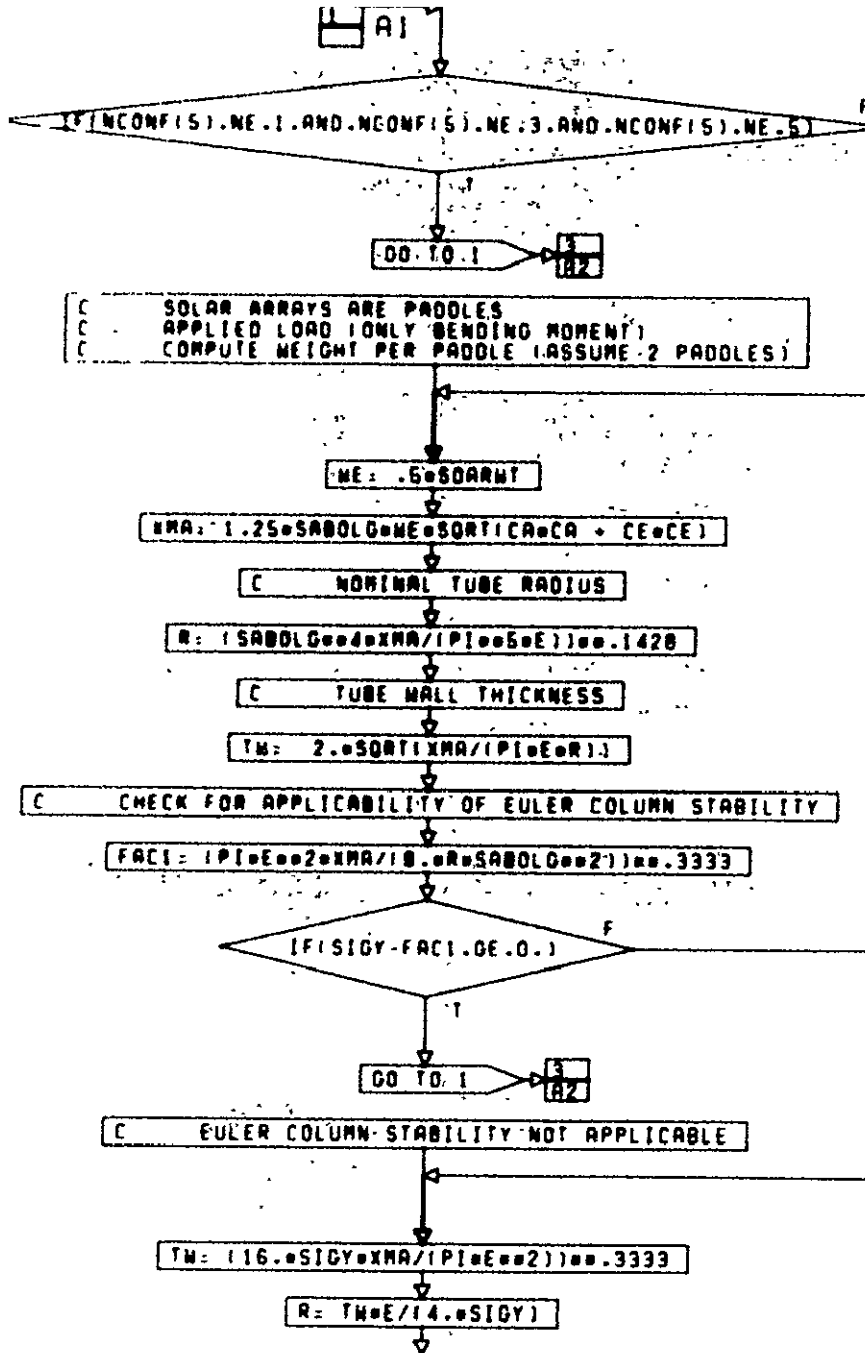 1 A1
IF(NCONF(5).NE.1.AND.NCONF(5).NE.3.AND.NCONF(5).NE.5)
F
T
GO TO 1
3
A2
C SOLAR ARRAYS ARE PADDLES
C APPLIED LOAD (ONLY BENDING MOMENT)
C COMPUTE WEIGHT PER PADDLE (ASSUME 2 PADDLES)
WE= .5*SOARWT
XMA= 1.25*SABOLG*WE*SQRT(CA*CA + CE*CE)
C NOMINAL TUBE RADIUS
R= (SABOLG**4*XMA/(PI**5*E))**.1428
C TUBE WALL THICKNESS
TW= 2.*SQRT(XMA/(PI*E*R))
C CHECK FOR APPLICABILITY OF EULER COLUMN STABILITY
FAC1= (PI*E**2*XMA/(8.*R*SABOLG**2))**.3333
IF(SIGY-FAC1.GE.0.)
F
T
GO TO 1
3
A2
C EULER COLUMN STABILITY NOT APPLICABLE
TW= (16.*SIGY*XMA/(PI*E**2))**.3333
R= TW*E/(4.*SIGY)